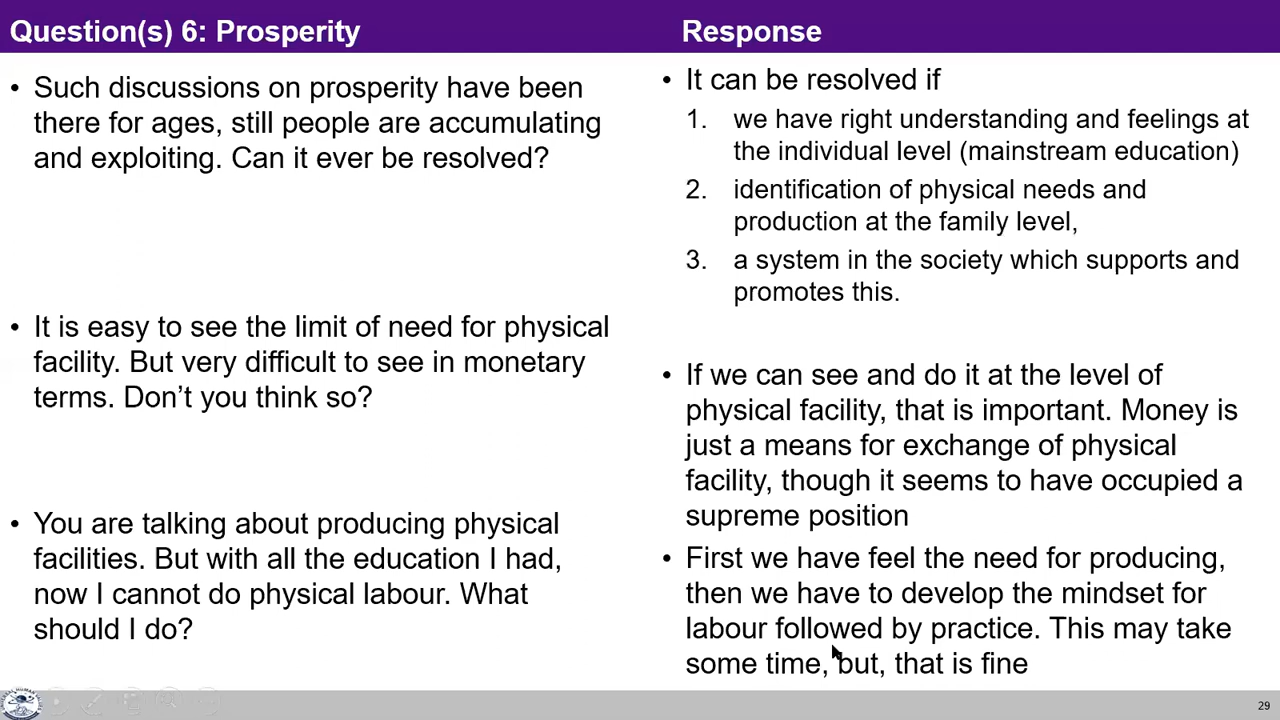 Question(s) 6: Prosperity
Response
• Such discussions on prosperity have been
there for ages, still people are accumulating
and exploiting. Can it ever be resolved?
• It is easy to see the limit of need for physical
facility. But very difficult to see in monetary
terms. Don’t you think so?
• You are talking about producing physical
facilities. But with all the education I had,
now I cannot do physical labour. What
should I do?
• It can be resolved if
1. we have right understanding and feelings at
the individual level (mainstream education)
2. identification of physical needs and
production at the family level,
3. a system in the society which supports and
promotes this.
• If we can see and do it at the level of
physical facility, that is important. Money is
just a means for exchange of physical
facility, though it seems to have occupied a
supreme position
• First we have feel the need for producing,
then we have to develop the mindset for
labour followed by practice. This may take
some time, but, that is fine
29